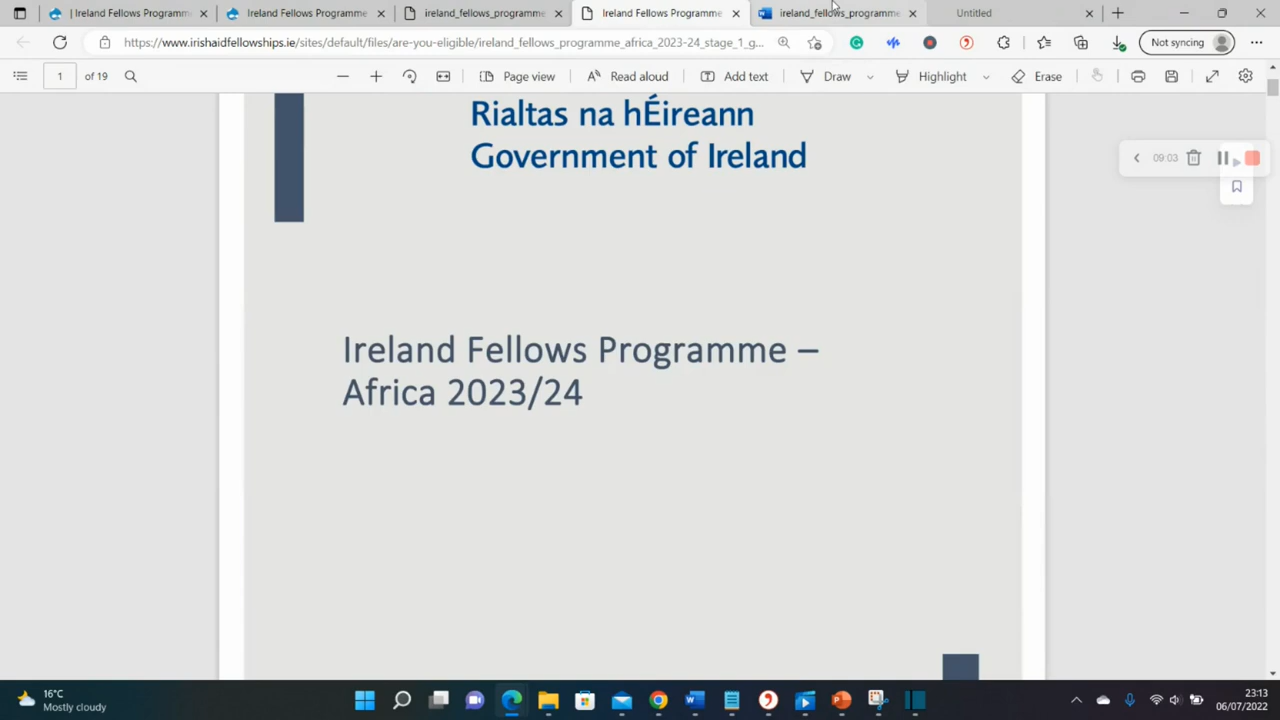 | Ireland Fellows Programm
Ireland Fellows Programm
ireland_fellows_programme
Ireland Fellows Programme
ireland_fellows_programme
Untitled
https://www.irishaidfellowships.ie/sites/default/files/are-you-eligible/ireland_fellows_programme_africa_2023-24_stage_1_g...
Not syncing
1 of 19
Page view
Read aloud
Add text
Draw
Highlight
Erase
Rialtas na hÉireann
Government of Ireland
09:03
Ireland Fellows Programme –
Africa 2023/24
16°C
Mostly cloudy
23:13
06/07/2022